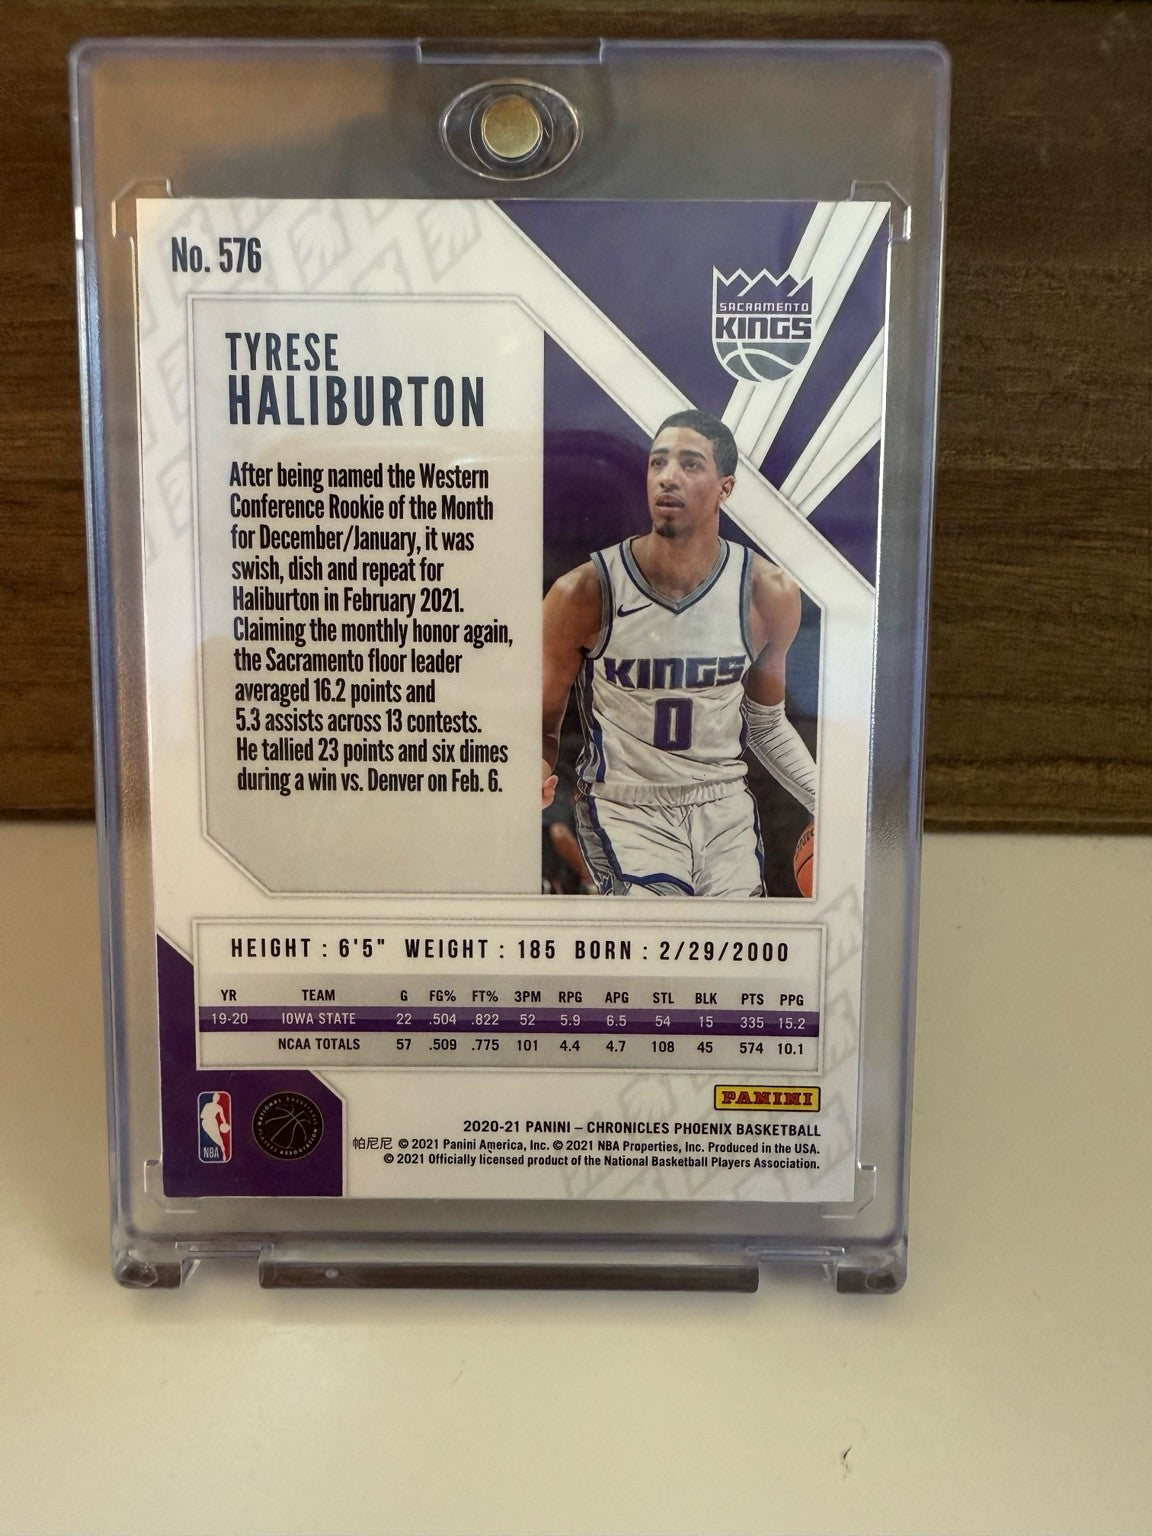 No. 576
SACRAMENTO
KINGS
TYRESE
HALIBURTON
After being named the Western
Conference Rookie of the Month
for December/January, it was
swish, dish and repeat for
Haliburton in February 2021.
Claiming the monthly honor again,
the Sacramento floor leader
averaged 16.2 points and
5.3 assists across 13 contests.
He tallied 23 points and six dimes
during a win vs. Denver on Feb. 6.
KINGS
0
HEIGHT : 6'5" WEIGHT : 185 BORN : 2/29/2000
YR TEAM G FG% FT% 3PM RPG APG STL BLK PTS PPG
19-20 IOWA STATE 22 .504 .822 52 5.9 6.5 54 15 335 15.2
NCAA TOTALS 57 .509 .775 101 4.4 4.7 108 45 574 10.1
PANINI
NBA
2020-21 PANINI – CHRONICLES PHOENIX BASKETBALL
帕尼尼 © 2021 Panini America, Inc. © 2021 NBA Properties, Inc. Produced in the USA.
© 2021 Officially licensed product of the National Basketball Players Association.